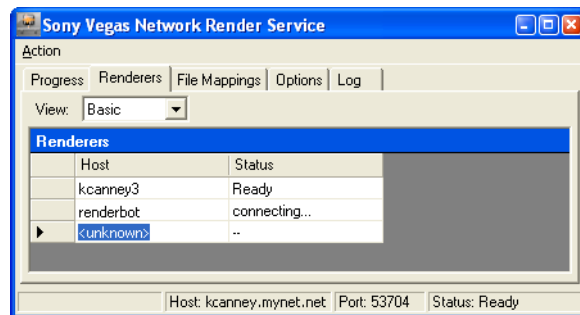 Sony Vegas Network Render Service
Action
Progress Renderers File Mappings Options Log
View: Basic
Renderers
Host Status
kcanney3 Ready
renderbot connecting...
<unknown> --
Host: kcanney.mynet.net Port: 53704 Status: Ready